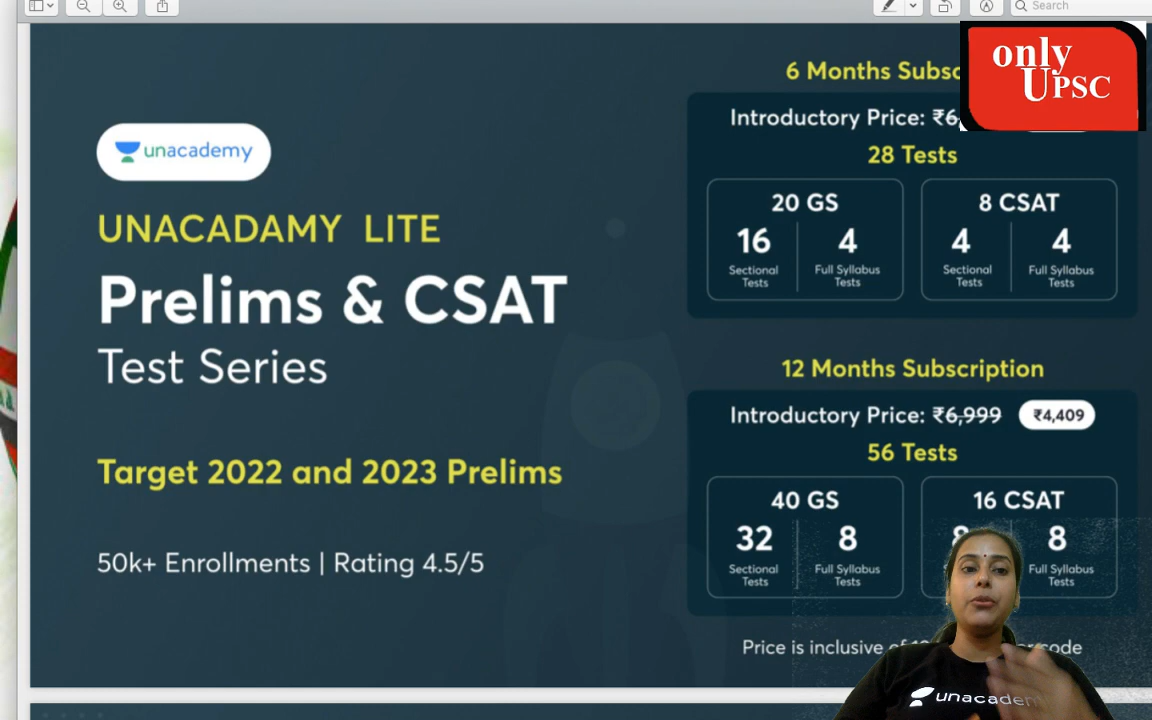 Search
only
UPSC
unacademy
UNACADAMY LITE
Prelims & CSAT
Test Series
Target 2022 and 2023 Prelims
50k+ Enrollments | Rating 4.5/5
6 Months
Introductory Price:
28 Tests
20 GS
16
Sectional
Tests
4
Full Syllabus
Tests
8 CSAT
4
Sectional
Tests
4
Full Syllabus
Tests
12 Months Subscription
Introductory Price: ₹6,999 ₹4,409
56 Tests
40 GS
32
Sectional
Tests
8
Full Syllabus
Tests
16 CSAT
8
Full Syllabus
Tests
Price is inclusive code
unacadem